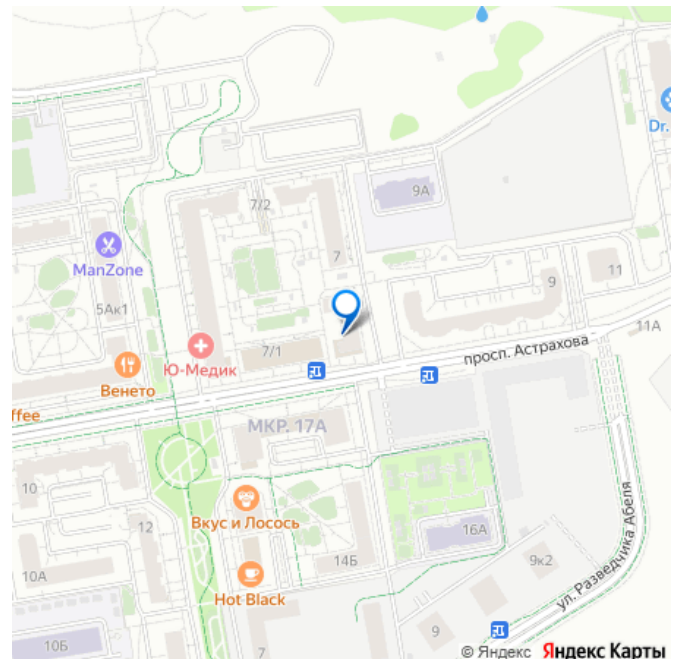 Dr.
9А
7/2
7
ManZone
11
9
5Ак1
11А
просп. Астрахова
7/1
Ю-Медик
Венето
ffee
МКР. 17А
10
Вкус и Лосось
12
16А
ул. Разведчика Абеля
14Б
9к2
10А
Hot Black
9
10Б
7
© Яндекс Яндекс Карты